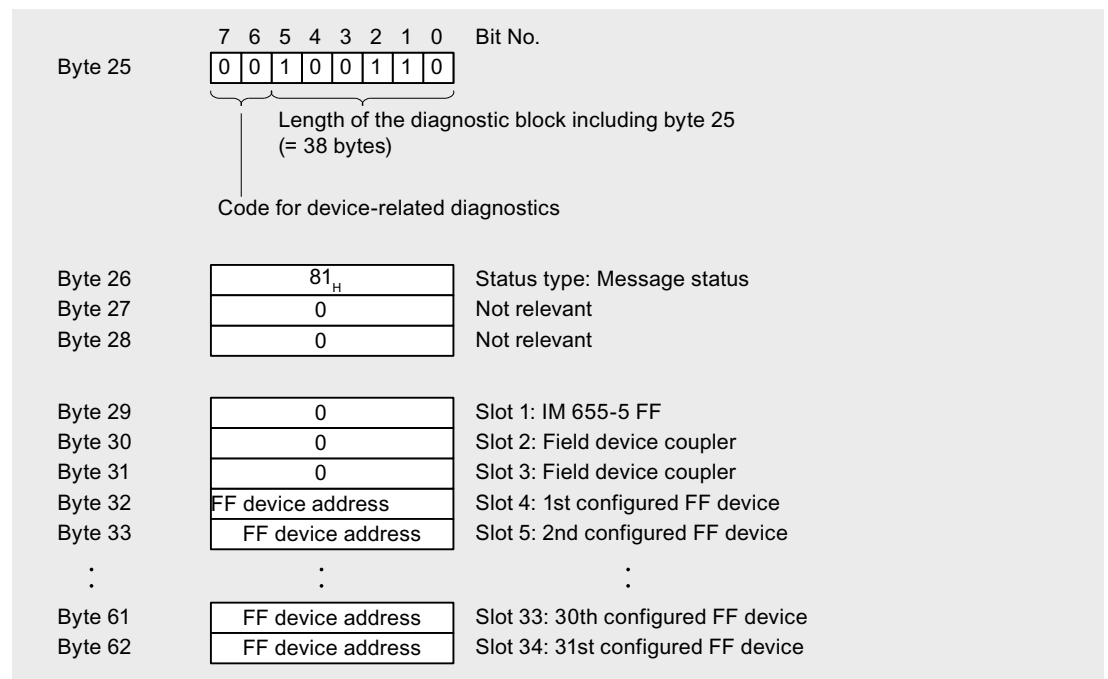 7 6 5 4 3 2 1 0 Bit No.
Byte 25 0 0 1 0 0 1 1 0
Length of the diagnostic block including byte 25
(= 38 bytes)
Code for device-related diagnostics
Byte 26 81H Status type: Message status
Byte 27 0 Not relevant
Byte 28 0 Not relevant
Byte 29 0 Slot 1: IM 655-5 FF
Byte 30 0 Slot 2: Field device coupler
Byte 31 0 Slot 3: Field device coupler
Byte 32 FF device address Slot 4: 1st configured FF device
Byte 33 FF device address Slot 5: 2nd configured FF device
: : :
Byte 61 FF device address Slot 33: 30th configured FF device
Byte 62 FF device address Slot 34: 31st configured FF device